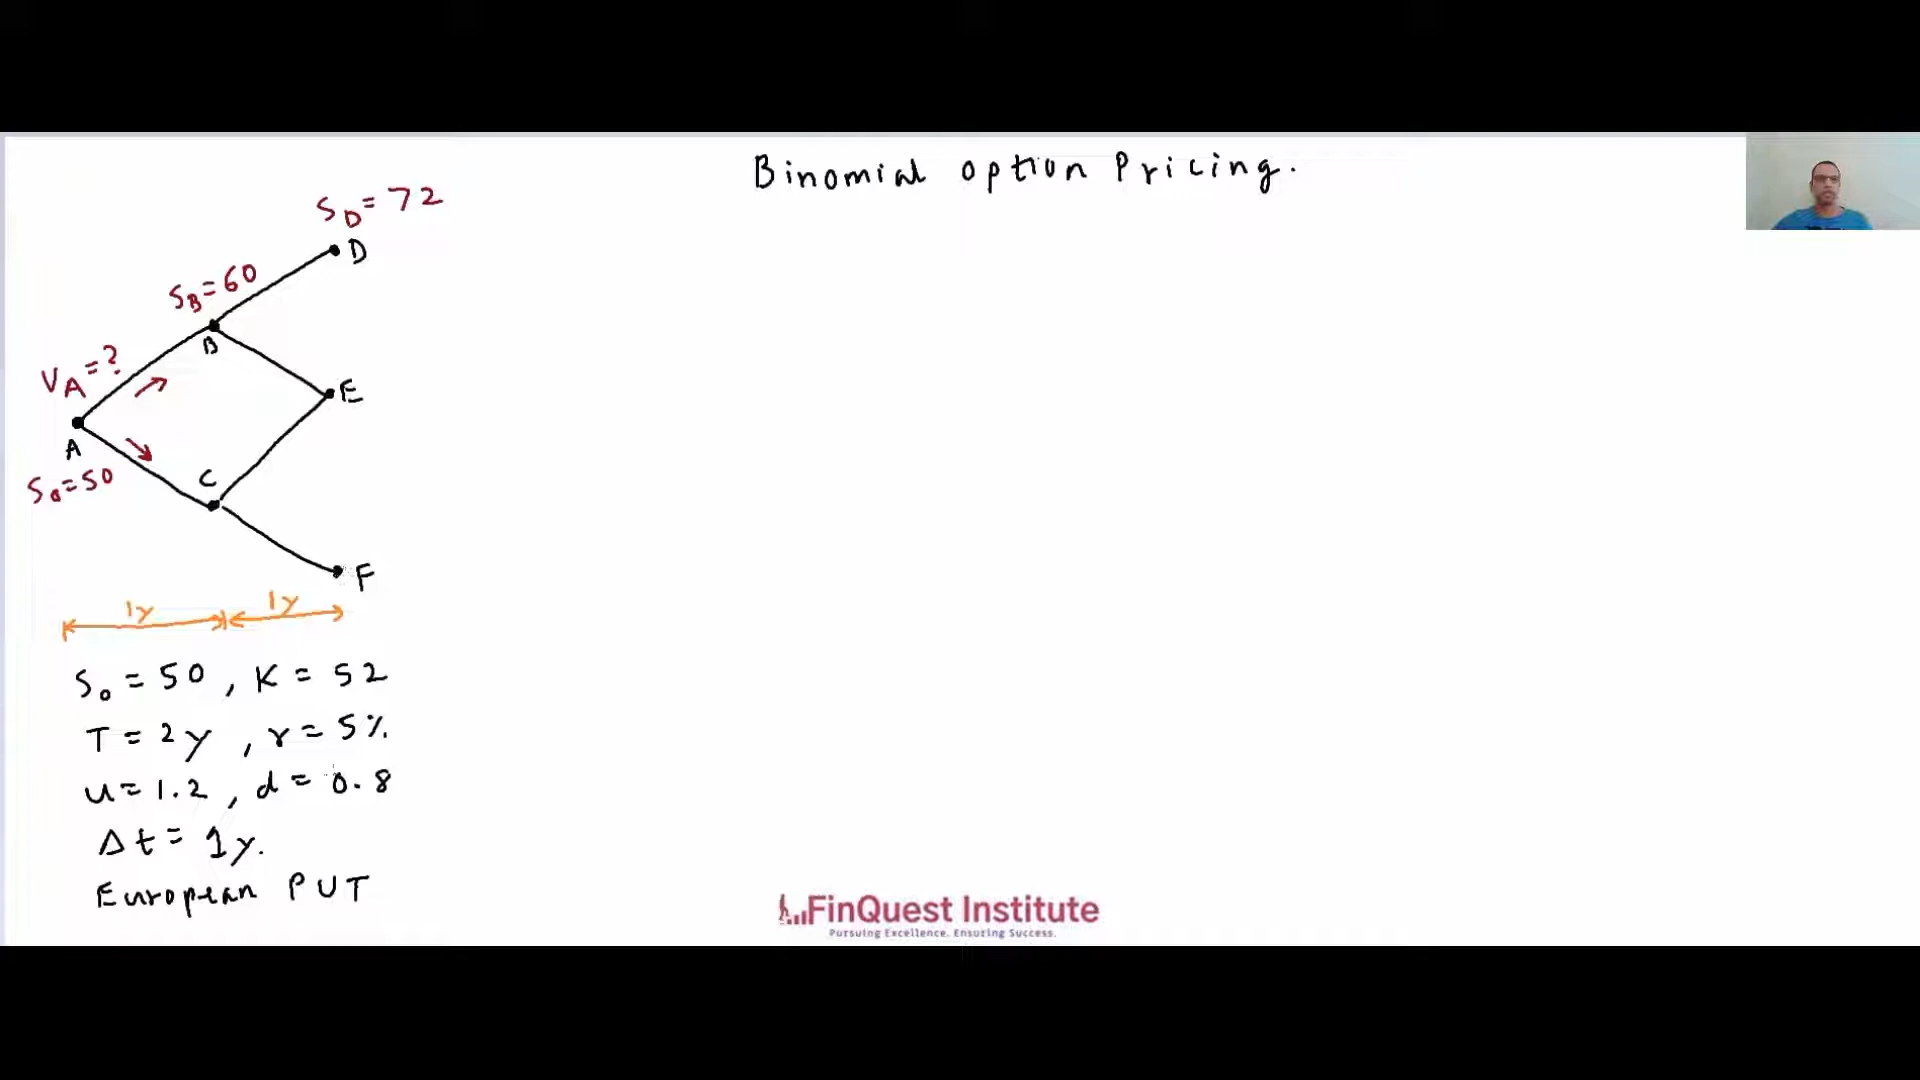 Binomial option Pricing.
S_D = 72
D
S_B = 60
B
V_A = ?
E
A
C
S_0 = 50
F
1y 1y
S_0 = 50, K = 52
T = 2y, r = 5%
u = 1.2, d = 0.8
Δt = 1y.
European PUT
FinQuest Institute
Pursuing Excellence. Ensuring Success.